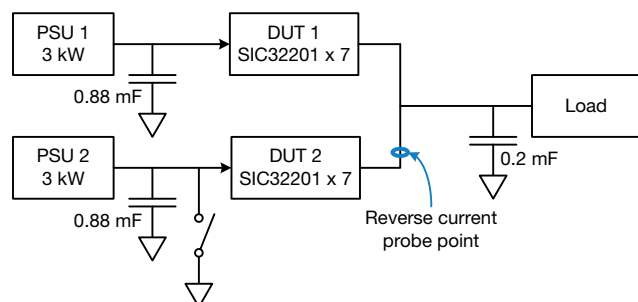 PSU 1
3 kW
DUT 1
SIC32201 x 7
0.88 mF
Load
PSU 2
3 kW
DUT 2
SIC32201 x 7
0.2 mF
0.88 mF
Reverse current
probe point